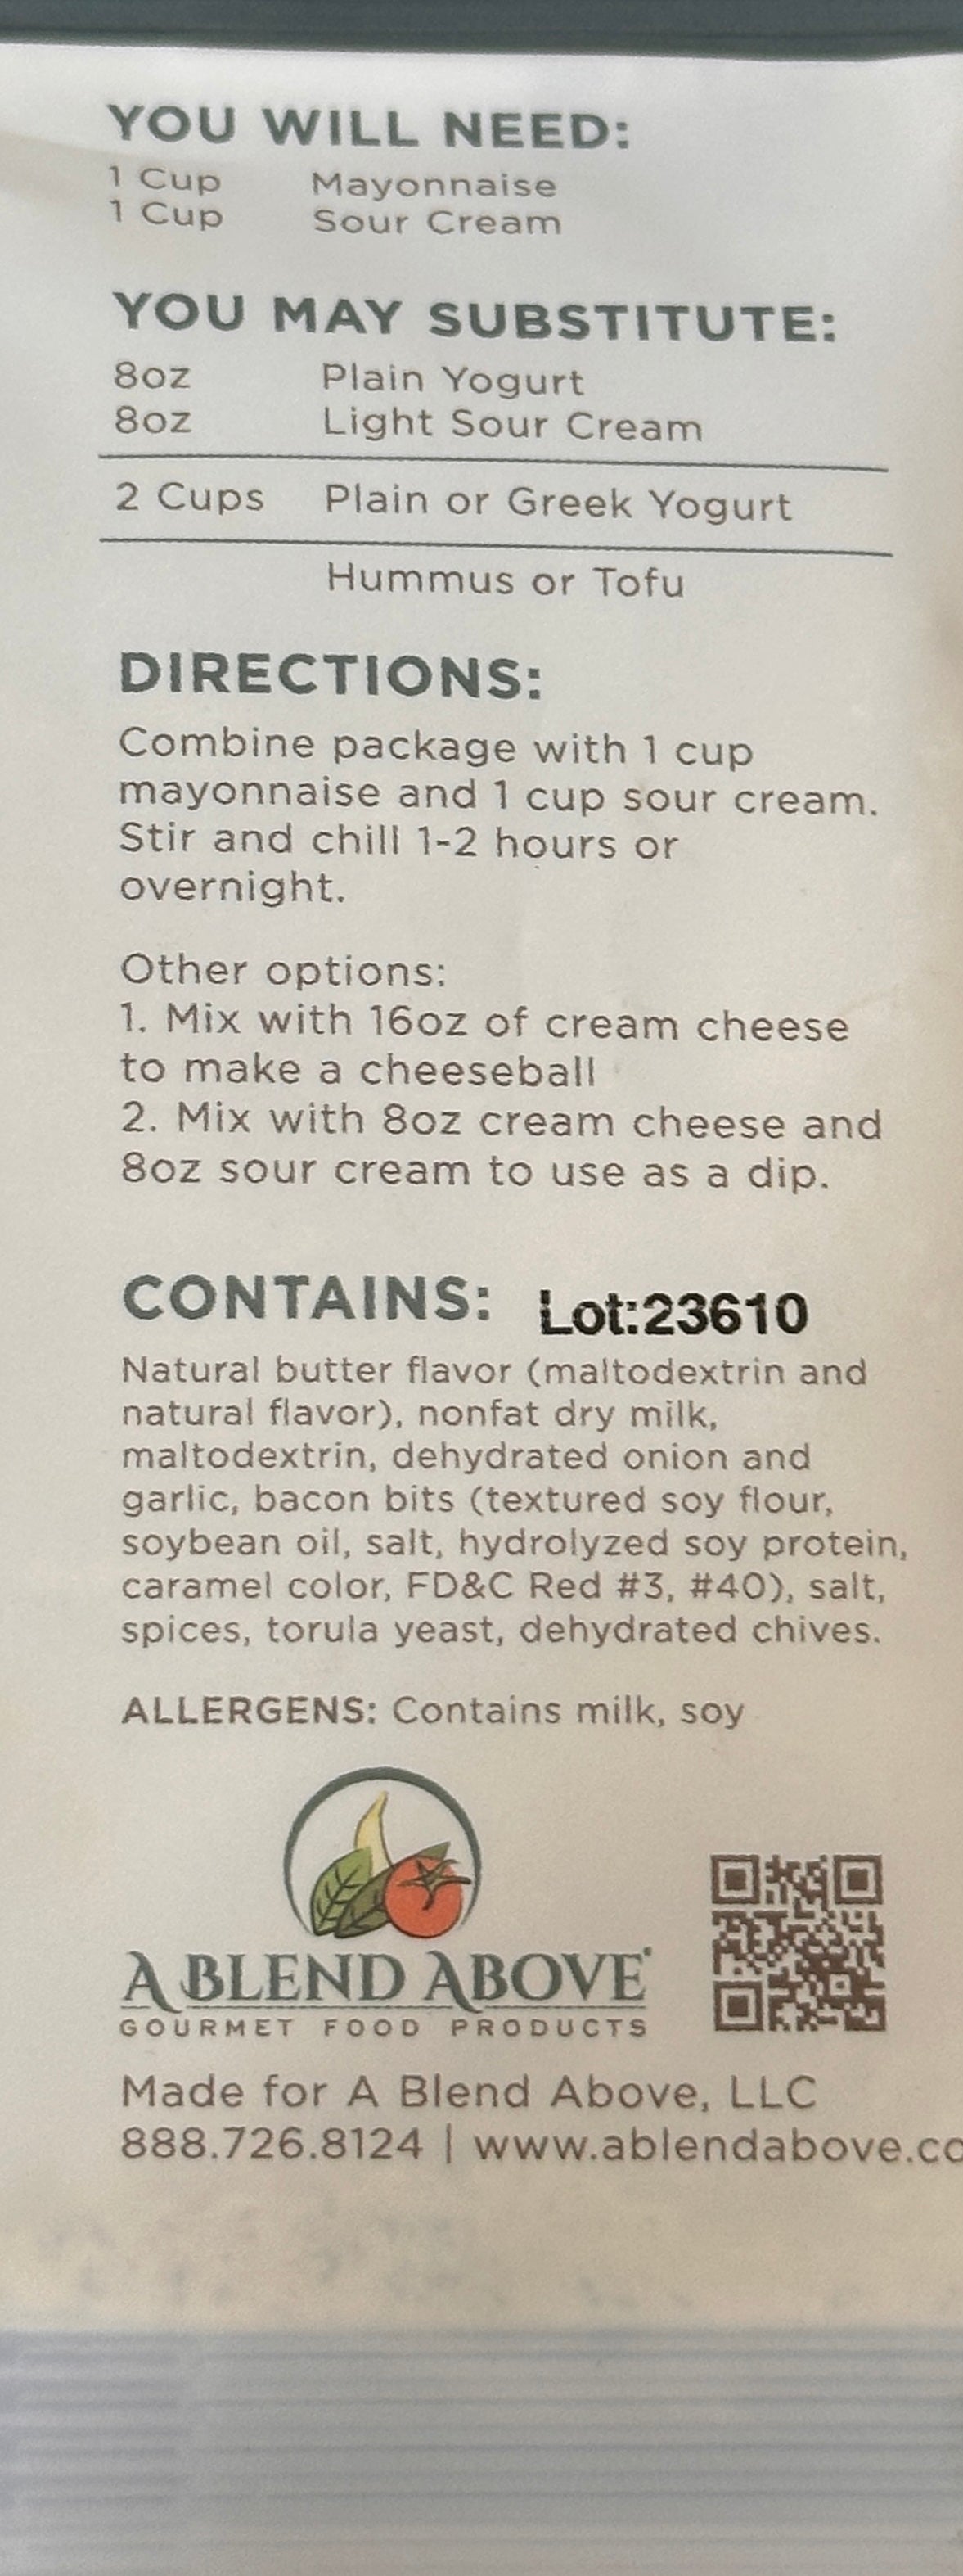 YOU WILL NEED:
1 Cup Mayonnaise
1 Cup Sour Cream
YOU MAY SUBSTITUTE:
8oz Plain Yogurt
8oz Light Sour Cream
2 Cups Plain or Greek Yogurt
Hummus or Tofu
DIRECTIONS:
Combine package with 1 cup
mayonnaise and 1 cup sour cream.
Stir and chill 1-2 hours or
overnight.
Other options:
1. Mix with 16oz of cream cheese
to make a cheeseball
2. Mix with 8oz cream cheese and
8oz sour cream to use as a dip.
CONTAINS: Lot:23610
Natural butter flavor (maltodextrin and
natural flavor), nonfat dry milk,
maltodextrin, dehydrated onion and
garlic, bacon bits (textured soy flour,
soybean oil, salt, hydrolyzed soy protein,
caramel color, FD&C Red #3, #40), salt,
spices, torula yeast, dehydrated chives.
ALLERGENS: Contains milk, soy
A BLEND ABOVE
GOURMET FOOD PRODUCTS
Made for A Blend Above, LLC
888.726.8124 | www.ablendabove.co